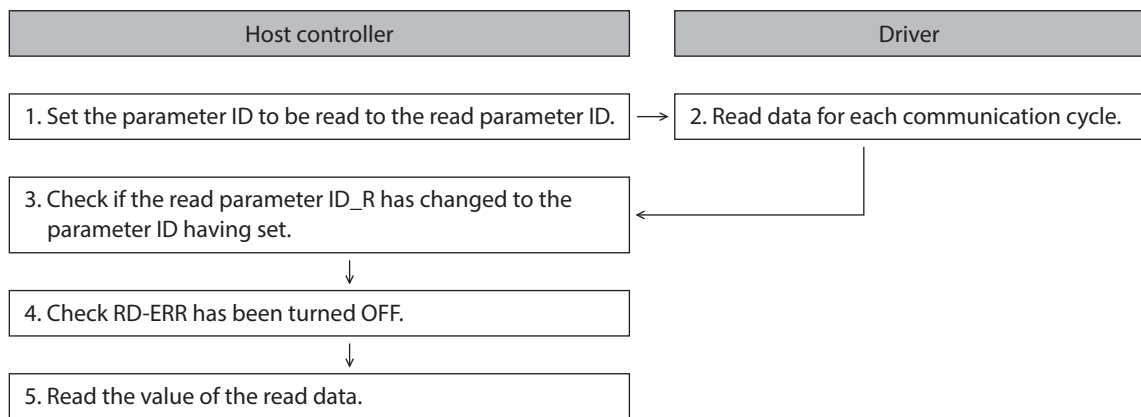 Host controller
Driver
1. Set the parameter ID to be read to the read parameter ID.
2. Read data for each communication cycle.
3. Check if the read parameter ID_R has changed to the
parameter ID having set.
4. Check RD-ERR has been turned OFF.
5. Read the value of the read data.